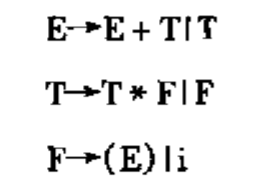 E→E + T|T
T→T * F|F
F→(E)|i